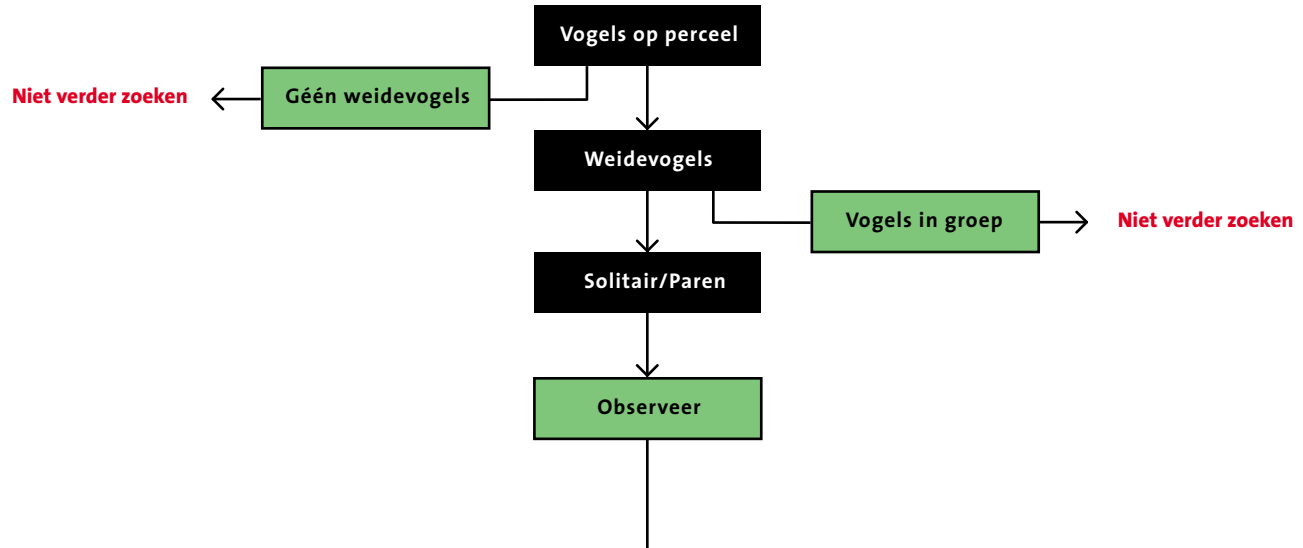 Vogels op perceel
Niet verder zoeken
Géén weidevogels
Weidevogels
Vogels in groep
Niet verder zoeken
Solitair/Paren
Observeer